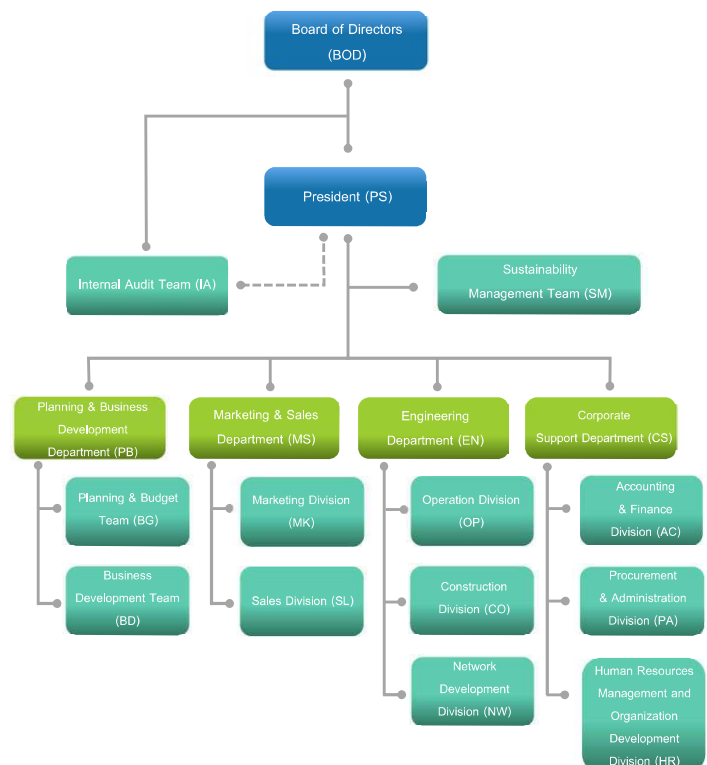 Board of Directors
(BOD)
President (PS)
Internal Audit Team (IA)
Sustainability
Management Team (SM)
Planning & Business
Development
Department (PB)
Marketing & Sales
Department (MS)
Engineering
Department (EN)
Corporate
Support Department (CS)
Planning & Budget
Team (BG)
Business
Development Team
(BD)
Marketing Division
(MK)
Sales Division (SL)
Operation Division
(OP)
Construction
Division (CO)
Network
Development
Division (NW)
Accounting
& Finance
Division (AC)
Procurement
& Administration
Division (PA)
Human Resources
Management and
Organization
Development
Division (HR)